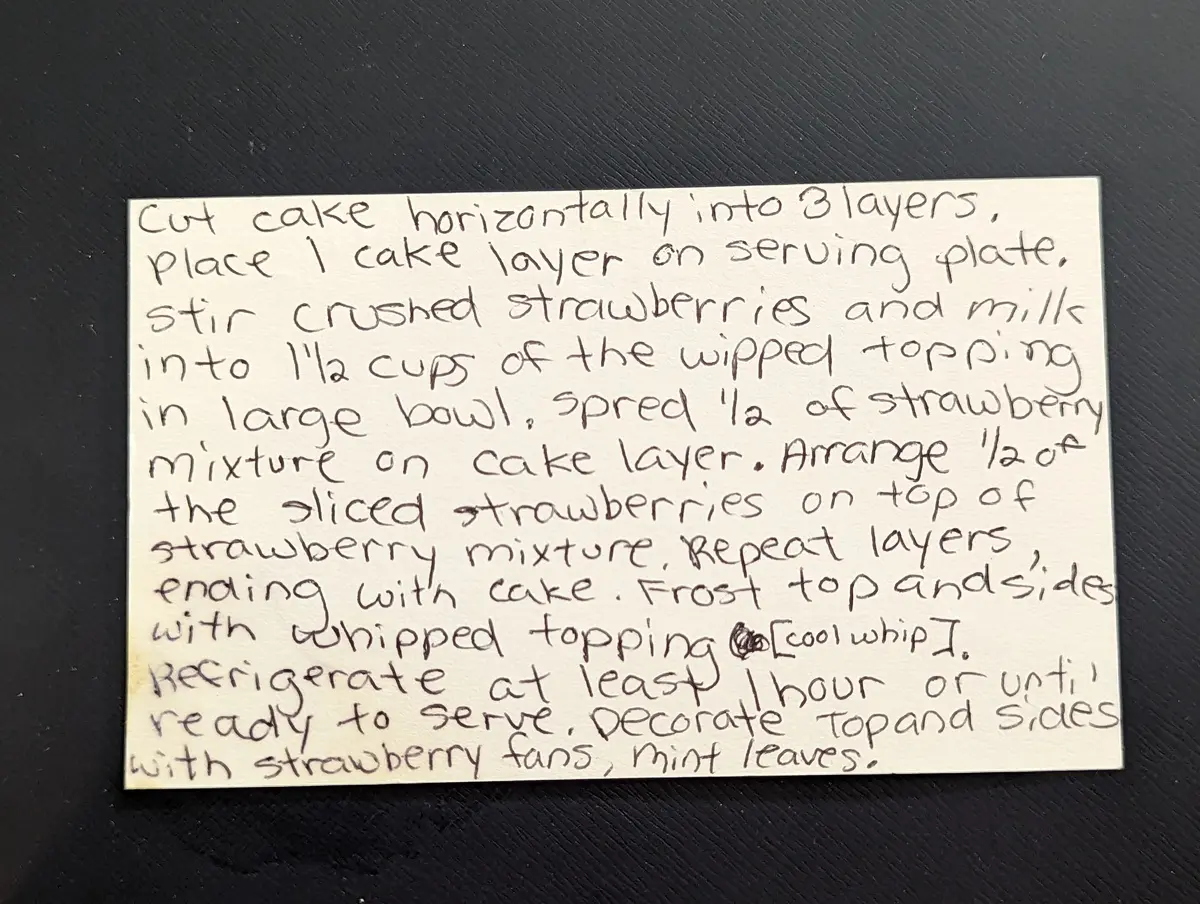 Cut cake horizontally into 3 layers.
Place 1 cake layer on serving plate.
stir crushed strawberries and milk
into 1 1/2 cups of the wipped topping
in large bowl. Spred 1/2 of strawberry
mixture on cake layer. Arrange 1/2 of
the sliced strawberries on top of
strawberry mixture. Repeat layers,
ending with cake. Frost top and sides
with whipped topping [cool whip].
Refrigerate at least 1 hour or until
ready to serve. Decorate Top and sides
with strawberry fans, mint leaves.